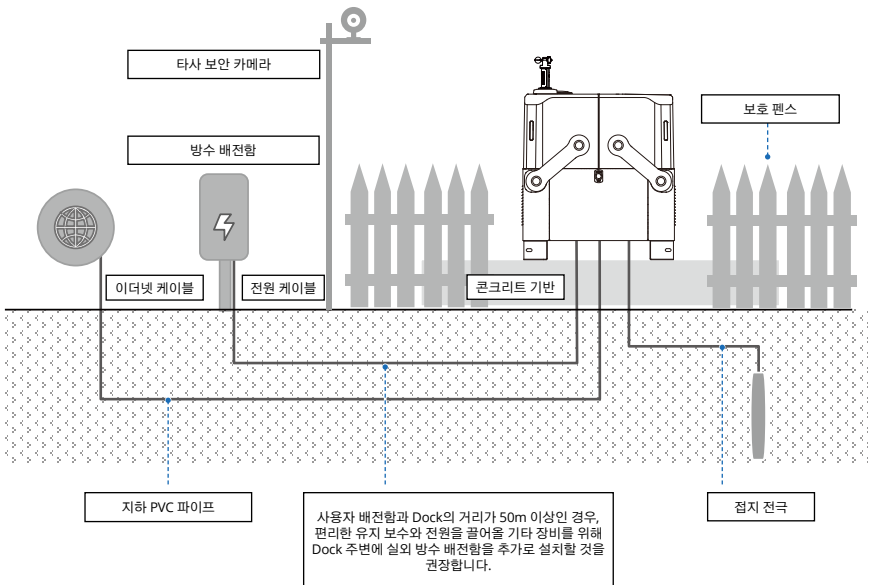 타사 보안 카메라
보호 펜스
방수 배전함
이더넷 케이블
전원 케이블
콘크리트 기반
지하 PVC 파이프
사용자 배전함과 Dock의 거리가 50m 이상인 경우,
편리한 유지 보수와 전원을 끌어올 기타 장비를 위해
Dock 주변에 실외 방수 배전함을 추가로 설치할 것을
권장합니다.
접지 전극